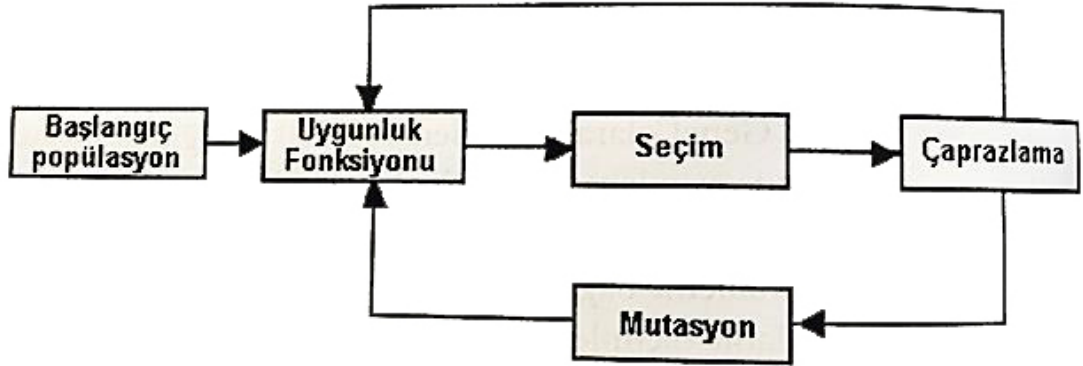 Başlangıç
popülasyon
Uygunluk
Fonksiyonu
Seçim
Çaprazlama
Mutasyon